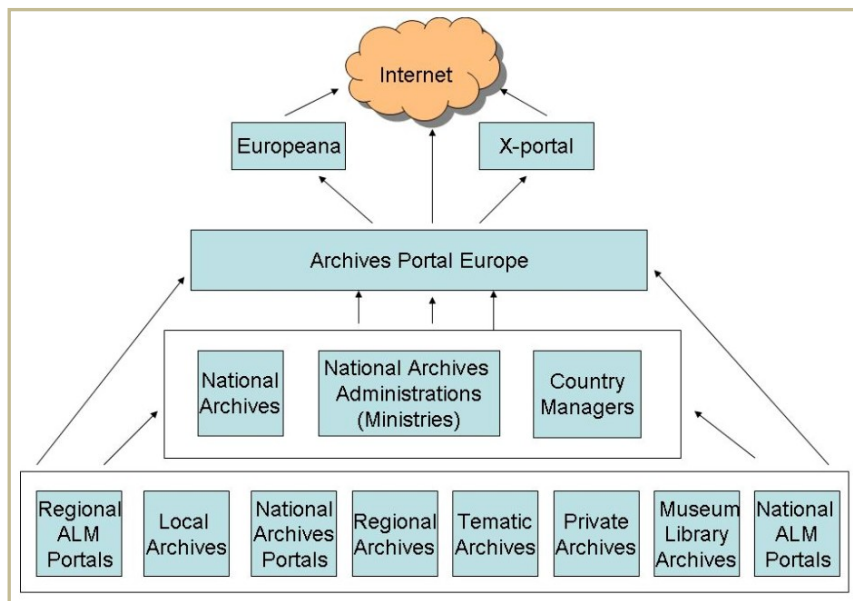 Internet
Europeana
X-portal
Archives Portal Europe
National
Archives
National Archives
Administrations
(Ministries)
Country
Managers
Regional
ALM
Portals
Local
Archives
National
Archives
Portals
Regional
Archives
Tematic
Archives
Private
Archives
Museum
Library
Archives
National
ALM
Portals